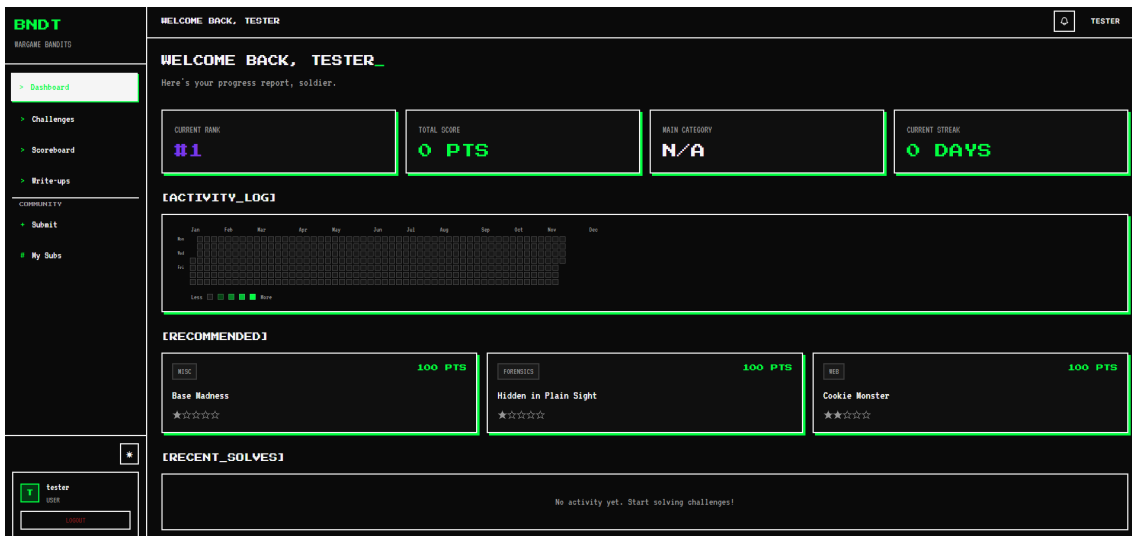 BNDT
WARGAME BANDITS
> Dashboard
> Challenges
> Scoreboard
> Write-ups
COMMUNITY
+ Submit
# My Subs
T tester
USER
LOGOUT
WELCOME BACK, TESTER
TESTER
WELCOME BACK, TESTER_
Here's your progress report, soldier.
CURRENT RANK
#1
TOTAL SCORE
0 PTS
MAIN CATEGORY
N/A
CURRENT STREAK
0 DAYS
[ACTIVITY_LOG]
Jan Feb Mar Apr May Jun Jul Aug Sep Oct Nov Dec
Mon
Wed
Fri
Less More
[RECOMMENDED]
MISC 100 PTS
Base Madness
★☆☆☆☆
FORENSICS 100 PTS
Hidden in Plain Sight
★☆☆☆☆
WEB 100 PTS
Cookie Monster
★★☆☆☆
[RECENT_SOLVES]
No activity yet. Start solving challenges!